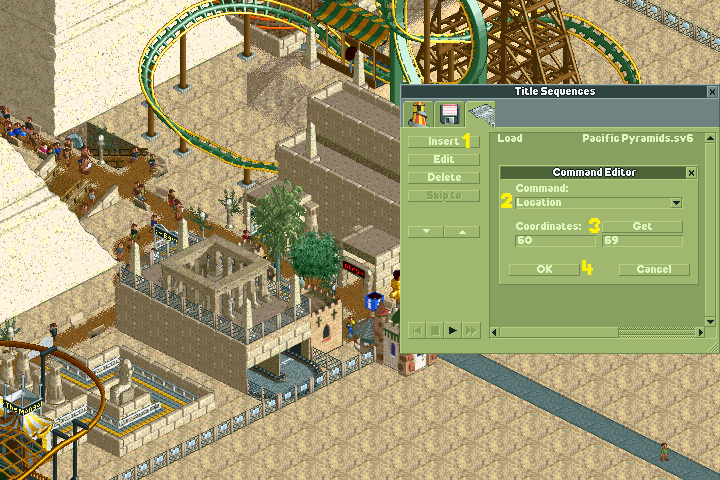 Title Sequences
Insert 1
Edit
Delete
Skip to
Load Pacific Pyramids.sv6
Command Editor
Command:
2 Location
Coordinates: 3 Get
60 69
OK 4 Cancel